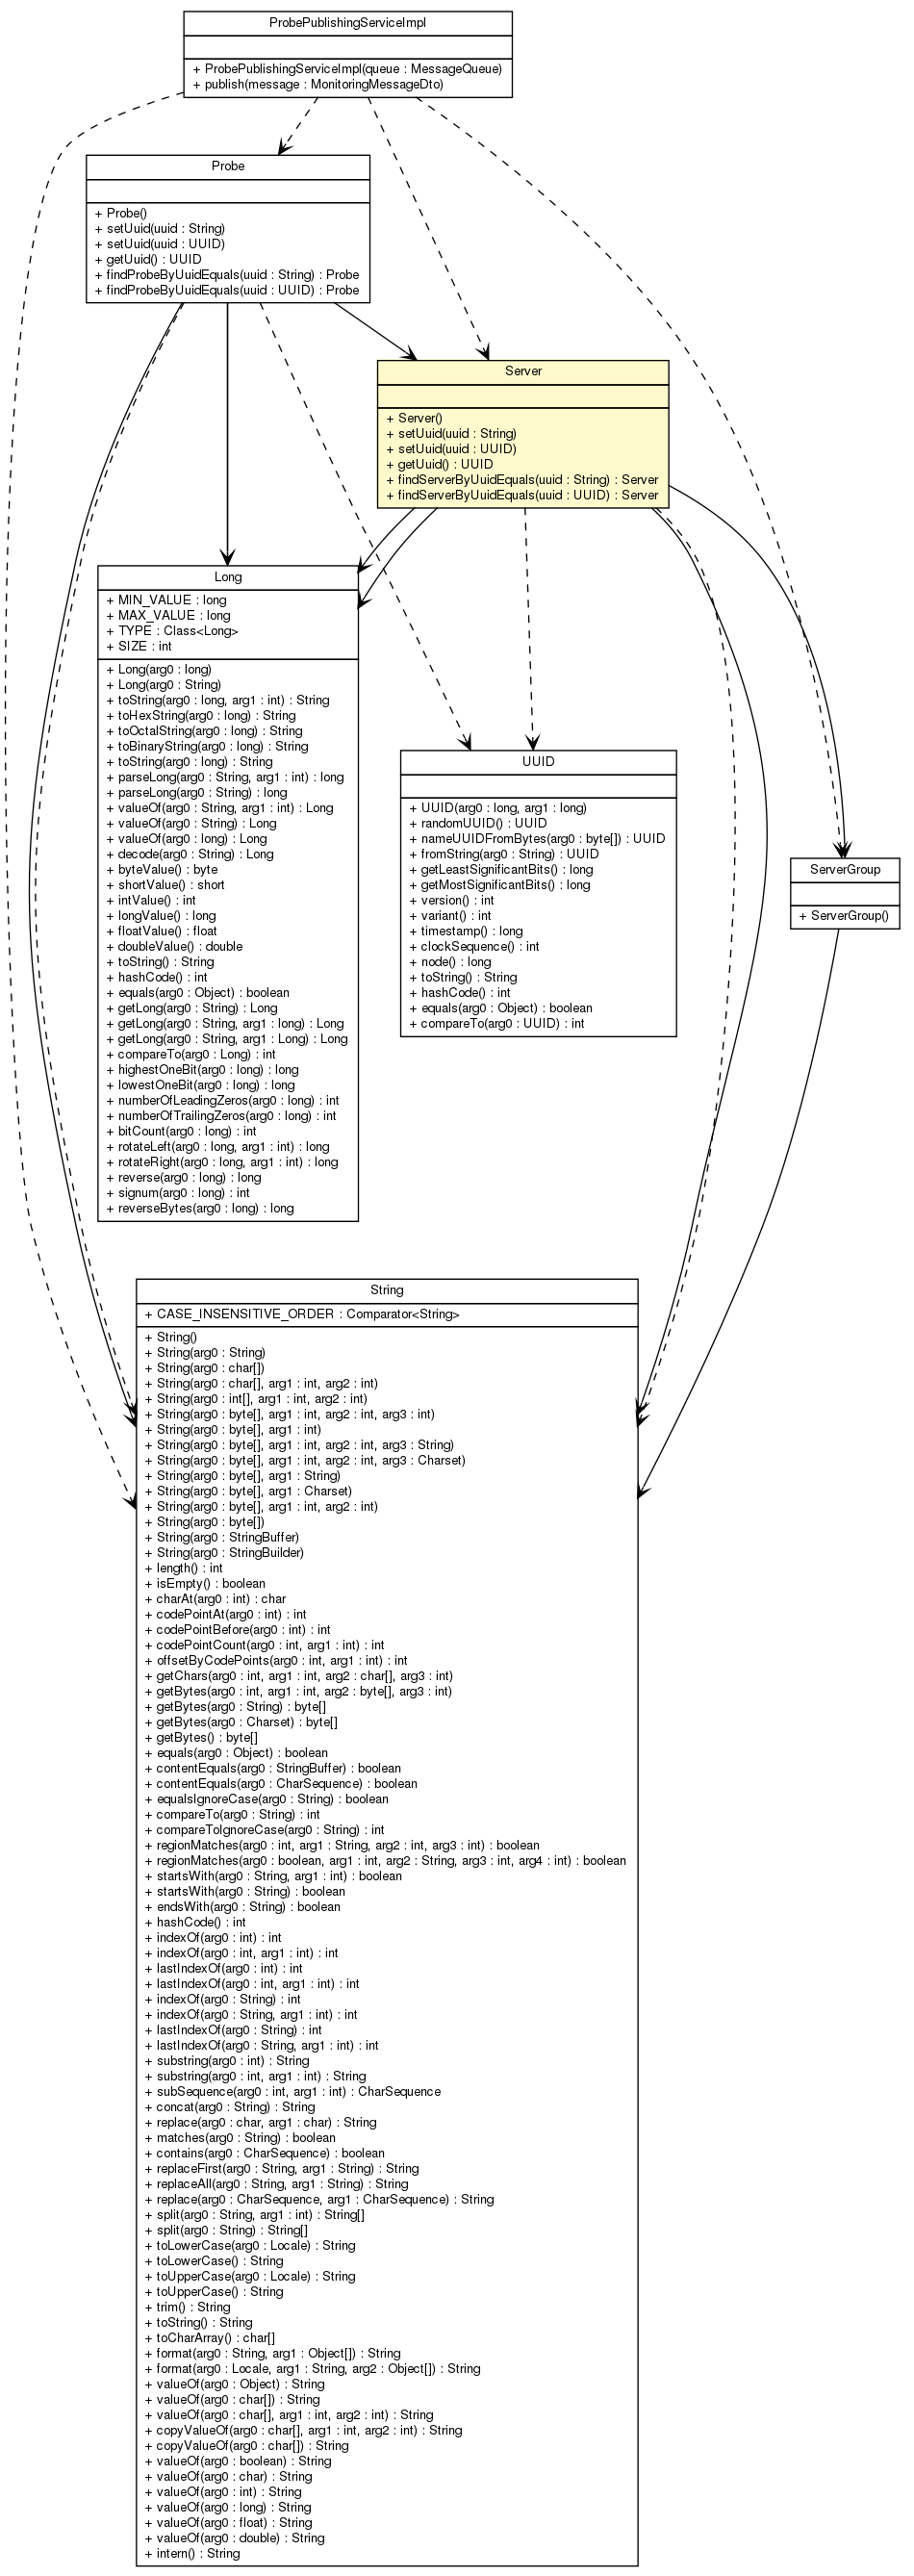 ProbePublishingServiceImpl
+ ProbePublishingServiceImpl(queue : MessageQueue)
+ publish(message : MonitoringMessageDto)
Probe
+ Probe()
+ setUuid(uuid : String)
+ setUuid(uuid : UUID)
+ getUuid() : UUID
+ findProbeByUuidEquals(uuid : String) : Probe
+ findProbeByUuidEquals(uuid : UUID) : Probe
Server
+ Server()
+ setUuid(uuid : String)
+ setUuid(uuid : UUID)
+ getUuid() : UUID
+ findServerByUuidEquals(uuid : String) : Server
+ findServerByUuidEquals(uuid : UUID) : Server
Long
+ MIN_VALUE : long
+ MAX_VALUE : long
+ TYPE : Class<Long>
+ SIZE : int
+ Long(arg0 : long)
+ Long(arg0 : String)
+ toString(arg0 : long, arg1 : int) : String
+ toHexString(arg0 : long) : String
+ toOctalString(arg0 : long) : String
+ toBinaryString(arg0 : long) : String
+ toString(arg0 : long) : String
+ parseLong(arg0 : String, arg1 : int) : long
+ parseLong(arg0 : String) : long
+ valueOf(arg0 : String, arg1 : int) : Long
+ valueOf(arg0 : String) : Long
+ valueOf(arg0 : long) : Long
+ decode(arg0 : String) : Long
+ byteValue() : byte
+ shortValue() : short
+ intValue() : int
+ longValue() : long
+ floatValue() : float
+ doubleValue() : double
+ toString() : String
+ hashCode() : int
+ equals(arg0 : Object) : boolean
+ getLong(arg0 : String) : Long
+ getLong(arg0 : String, arg1 : long) : Long
+ getLong(arg0 : String, arg1 : Long) : Long
+ compareTo(arg0 : Long) : int
+ highestOneBit(arg0 : long) : long
+ lowestOneBit(arg0 : long) : long
+ numberOfLeadingZeros(arg0 : long) : int
+ numberOfTrailingZeros(arg0 : long) : int
+ bitCount(arg0 : long) : int
+ rotateLeft(arg0 : long, arg1 : int) : long
+ rotateRight(arg0 : long, arg1 : int) : long
+ reverse(arg0 : long) : long
+ signum(arg0 : long) : int
+ reverseBytes(arg0 : long) : long
UUID
+ UUID(arg0 : long, arg1 : long)
+ randomUUID() : UUID
+ nameUUIDFromBytes(arg0 : byte[]) : UUID
+ fromString(arg0 : String) : UUID
+ getLeastSignificantBits() : long
+ getMostSignificantBits() : long
+ version() : int
+ variant() : int
+ timestamp() : long
+ clockSequence() : int
+ node() : long
+ toString() : String
+ hashCode() : int
+ equals(arg0 : Object) : boolean
+ compareTo(arg0 : UUID) : int
ServerGroup
+ ServerGroup()
String
+ CASE_INSENSITIVE_ORDER : Comparator<String>
+ String()
+ String(arg0 : String)
+ String(arg0 : char[])
+ String(arg0 : char[], arg1 : int, arg2 : int)
+ String(arg0 : int[], arg1 : int, arg2 : int)
+ String(arg0 : byte[], arg1 : int, arg2 : int, arg3 : int)
+ String(arg0 : byte[], arg1 : int)
+ String(arg0 : byte[], arg1 : int, arg2 : int, arg3 : String)
+ String(arg0 : byte[], arg1 : int, arg2 : int, arg3 : Charset)
+ String(arg0 : byte[], arg1 : String)
+ String(arg0 : byte[], arg1 : Charset)
+ String(arg0 : byte[], arg1 : int, arg2 : int)
+ String(arg0 : byte[])
+ String(arg0 : StringBuffer)
+ String(arg0 : StringBuilder)
+ length() : int
+ isEmpty() : boolean
+ charAt(arg0 : int) : char
+ codePointAt(arg0 : int) : int
+ codePointBefore(arg0 : int) : int
+ codePointCount(arg0 : int, arg1 : int) : int
+ offsetByCodePoints(arg0 : int, arg1 : int) : int
+ getChars(arg0 : int, arg1 : int, arg2 : char[], arg3 : int)
+ getBytes(arg0 : int, arg1 : int, arg2 : byte[], arg3 : int)
+ getBytes(arg0 : String) : byte[]
+ getBytes(arg0 : Charset) : byte[]
+ getBytes() : byte[]
+ equals(arg0 : Object) : boolean
+ contentEquals(arg0 : StringBuffer) : boolean
+ contentEquals(arg0 : CharSequence) : boolean
+ equalsIgnoreCase(arg0 : String) : boolean
+ compareTo(arg0 : String) : int
+ compareToIgnoreCase(arg0 : String) : int
+ regionMatches(arg0 : int, arg1 : String, arg2 : int, arg3 : int) : boolean
+ regionMatches(arg0 : boolean, arg1 : int, arg2 : String, arg3 : int, arg4 : int) : boolean
+ startsWith(arg0 : String, arg1 : int) : boolean
+ startsWith(arg0 : String) : boolean
+ endsWith(arg0 : String) : boolean
+ hashCode() : int
+ indexOf(arg0 : int) : int
+ indexOf(arg0 : int, arg1 : int) : int
+ lastIndexOf(arg0 : int) : int
+ lastIndexOf(arg0 : int, arg1 : int) : int
+ indexOf(arg0 : String) : int
+ indexOf(arg0 : String, arg1 : int) : int
+ lastIndexOf(arg0 : String) : int
+ lastIndexOf(arg0 : String, arg1 : int) : int
+ substring(arg0 : int) : String
+ substring(arg0 : int, arg1 : int) : String
+ subSequence(arg0 : int, arg1 : int) : CharSequence
+ concat(arg0 : String) : String
+ replace(arg0 : char, arg1 : char) : String
+ matches(arg0 : String) : boolean
+ contains(arg0 : CharSequence) : boolean
+ replaceFirst(arg0 : String, arg1 : String) : String
+ replaceAll(arg0 : String, arg1 : String) : String
+ replace(arg0 : CharSequence, arg1 : CharSequence) : String
+ split(arg0 : String, arg1 : int) : String[]
+ split(arg0 : String) : String[]
+ toLowerCase(arg0 : Locale) : String
+ toLowerCase() : String
+ toUpperCase(arg0 : Locale) : String
+ toUpperCase() : String
+ trim() : String
+ toString() : String
+ toCharArray() : char[]
+ format(arg0 : String, arg1 : Object[]) : String
+ format(arg0 : Locale, arg1 : String, arg2 : Object[]) : String
+ valueOf(arg0 : Object) : String
+ valueOf(arg0 : char[]) : String
+ valueOf(arg0 : char[], arg1 : int, arg2 : int) : String
+ copyValueOf(arg0 : char[], arg1 : int, arg2 : int) : String
+ copyValueOf(arg0 : char[]) : String
+ valueOf(arg0 : boolean) : String
+ valueOf(arg0 : char) : String
+ valueOf(arg0 : int) : String
+ valueOf(arg0 : long) : String
+ valueOf(arg0 : float) : String
+ valueOf(arg0 : double) : String
+ intern() : String